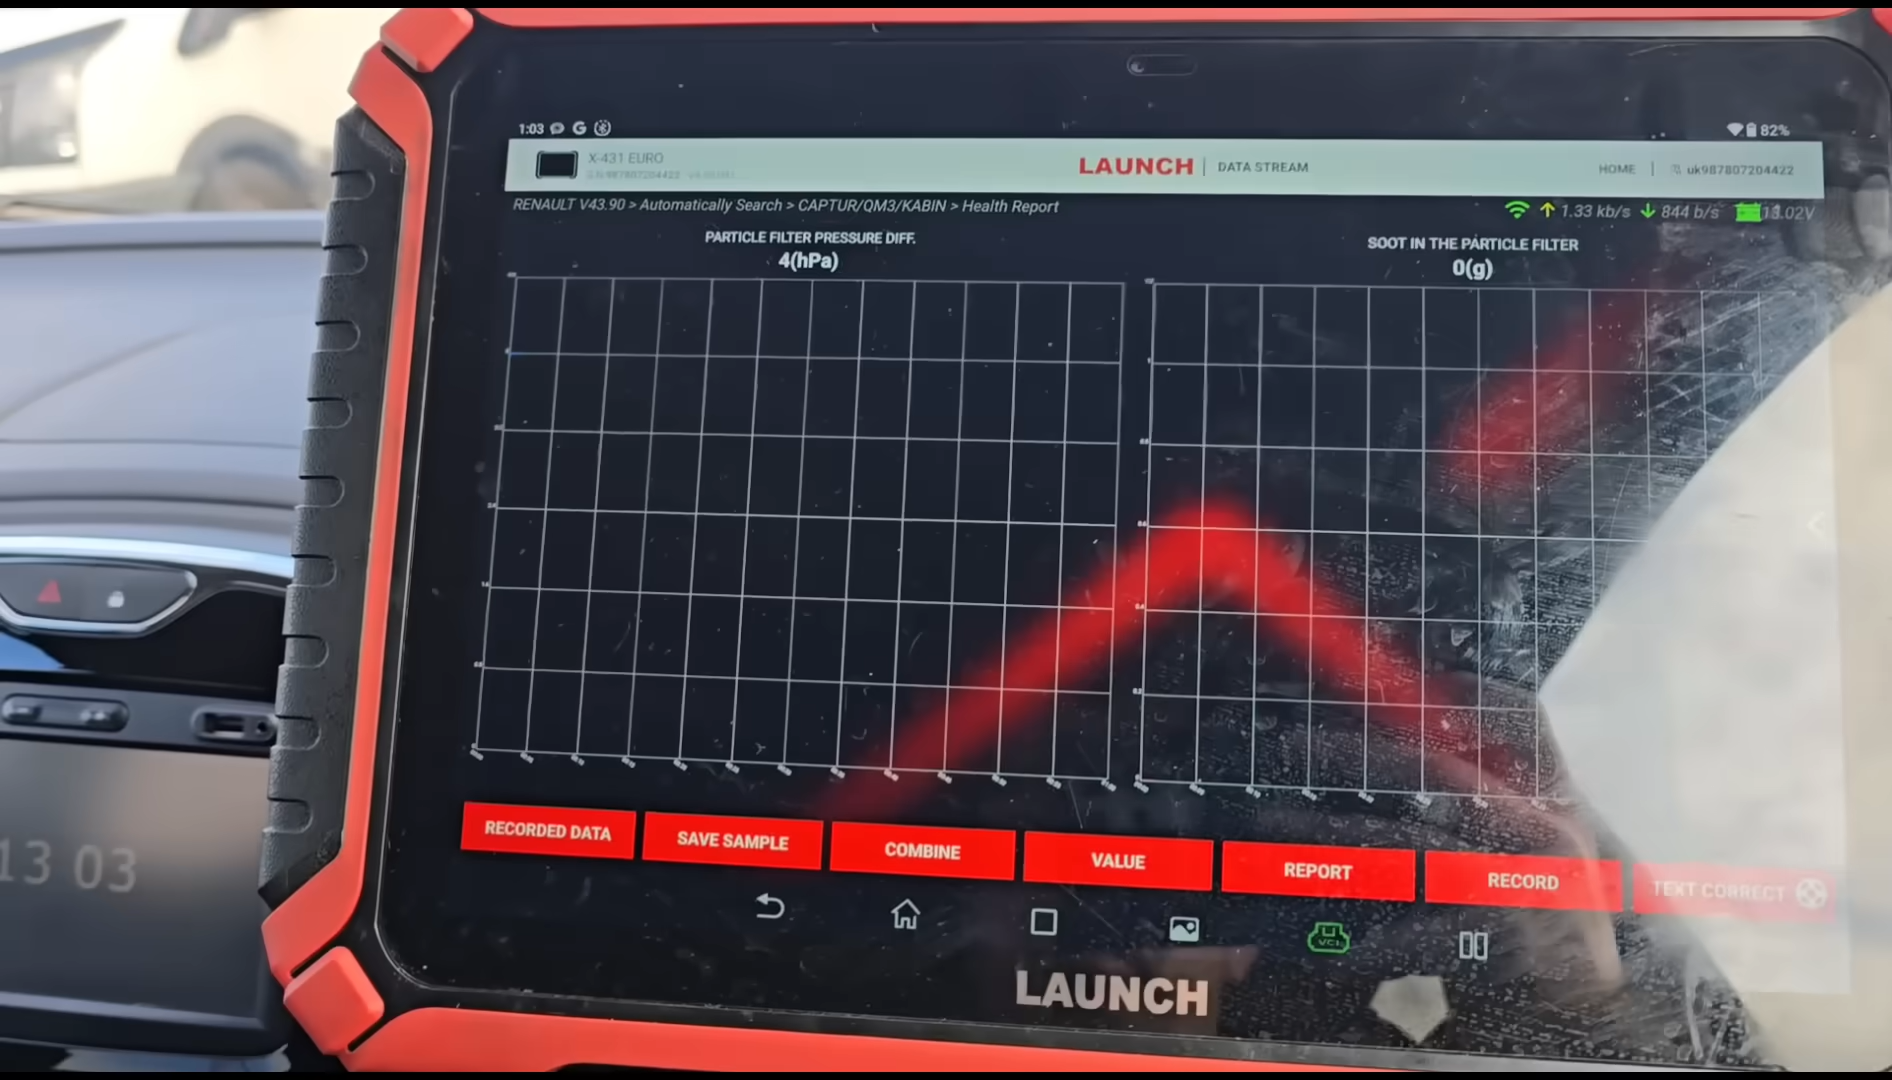 1:03
82%
X-431 EURO
LAUNCH | DATA STREAM
HOME | uk987807204422
RENAULT V43.90 > Automatically Search > CAPTUR/QM3/KABIN > Health Report
1.33 kb/s 844 b/s 13.02V
PARTICLE FILTER PRESSURE DIFF.
4(hPa)
SOOT IN THE PARTICLE FILTER
0(g)
RECORDED DATA
SAVE SAMPLE
COMBINE
VALUE
REPORT
RECORD
TEXT CORRECT
VCI
LAUNCH
13 03